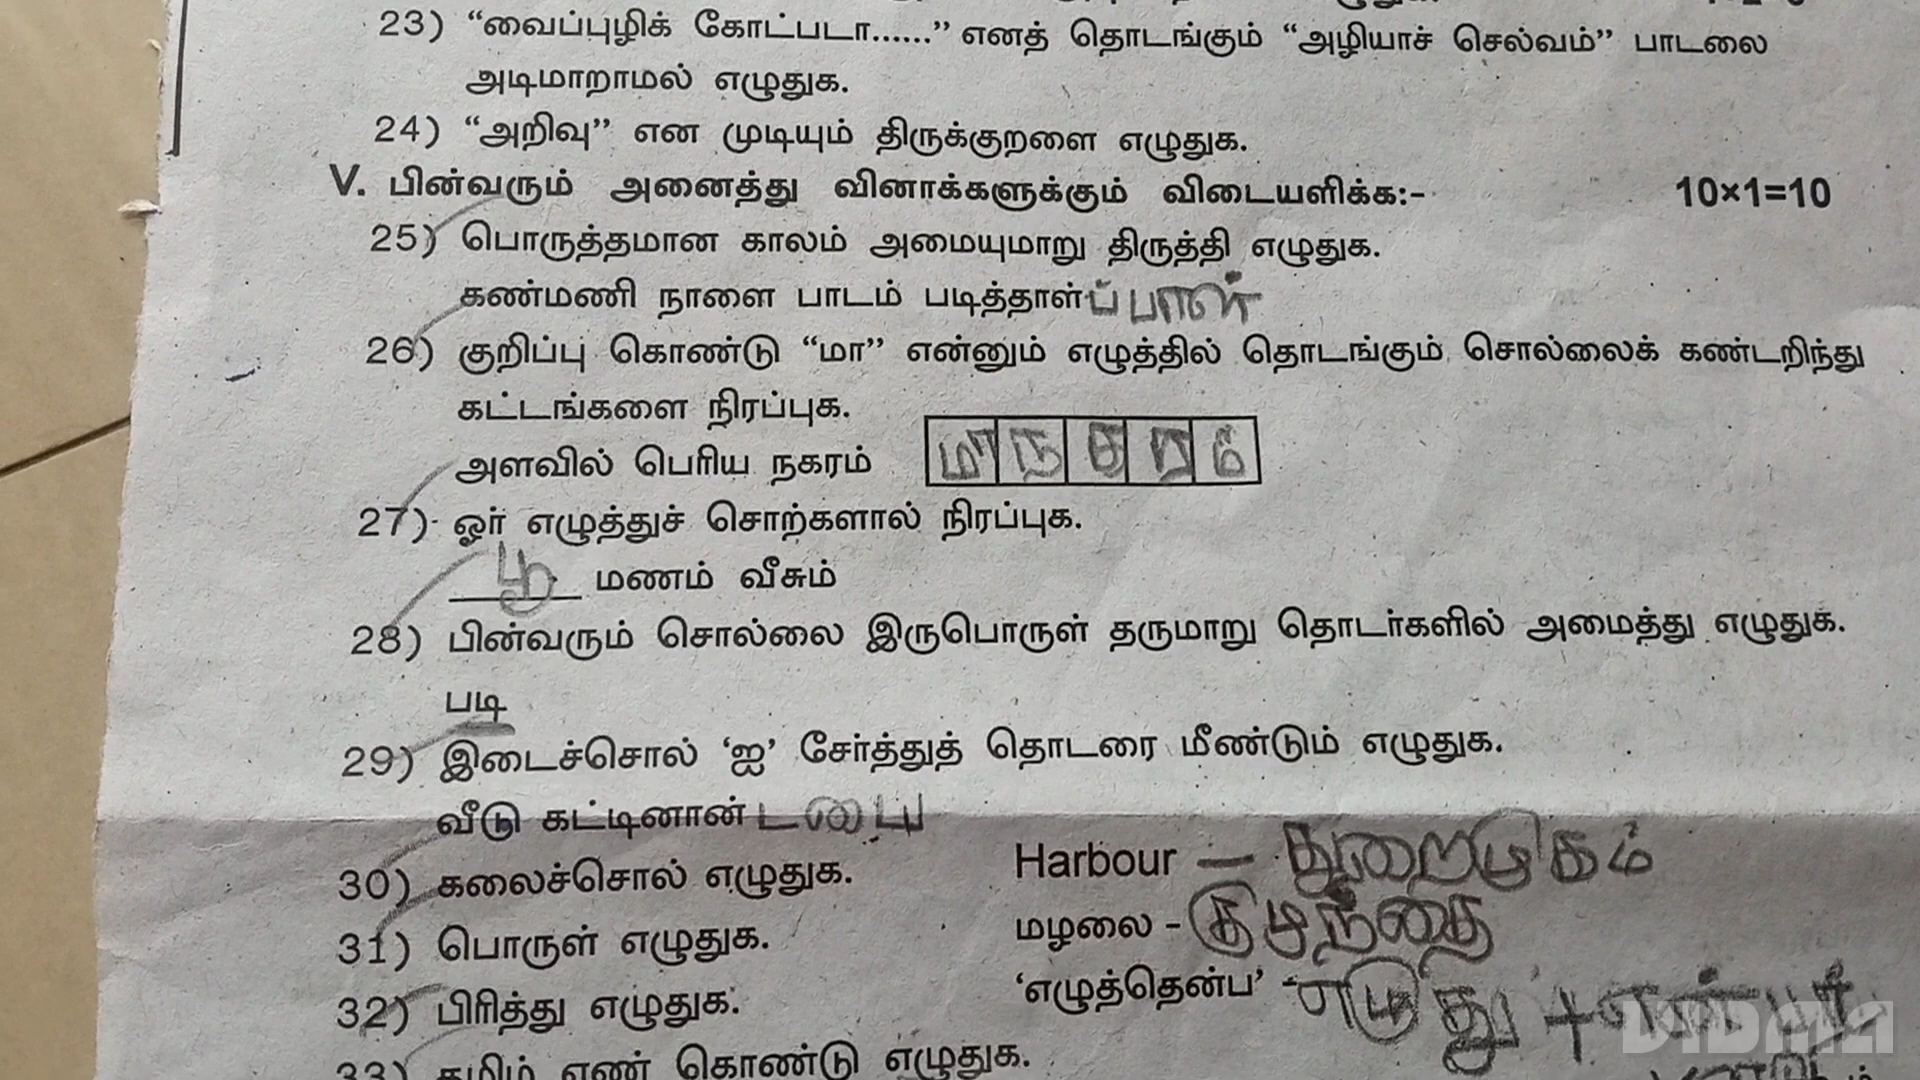 23) “வைப்புழிக் கோட்படா......” எனத் தொடங்கும் “அழியாச் செல்வம்” பாடலை
அடிமாறாமல் எழுதுக.
24) “அறிவு” என முடியும் திருக்குறளை எழுதுக.
V. பின்வரும் அனைத்து வினாக்களுக்கும் விடையளிக்க:- 10×1=10
25) பொருத்தமான காலம் அமையுமாறு திருத்தி எழுதுக.
கண்மணி நாளை பாடம் படித்தாள் ப்பாள்
26) குறிப்பு கொண்டு “மா” என்னும் எழுத்தில் தொடங்கும் சொல்லைக் கண்டறிந்து
கட்டங்களை நிரப்புக.
அளவில் பெரிய நகரம் மா ந க ர ம்
27) ஓர் எழுத்துச் சொற்களால் நிரப்புக.
பூ மணம் வீசும்
28) பின்வரும் சொல்லை இருபொருள் தருமாறு தொடர்களில் அமைத்து எழுதுக.
படி
29) இடைச்சொல் ‘ஐ’ சேர்த்துத் தொடரை மீண்டும் எழுதுக.
வீடு கட்டினான்
30) கலைச்சொல் எழுதுக. Harbour – துறைமுகம்
31) பொருள் எழுதுக. மழலை - குழந்தை
32) பிரித்து எழுதுக. ‘எழுத்தென்ப’ - எழுது +
33) தமிழ் எண் கொண்டு எழுதுக.